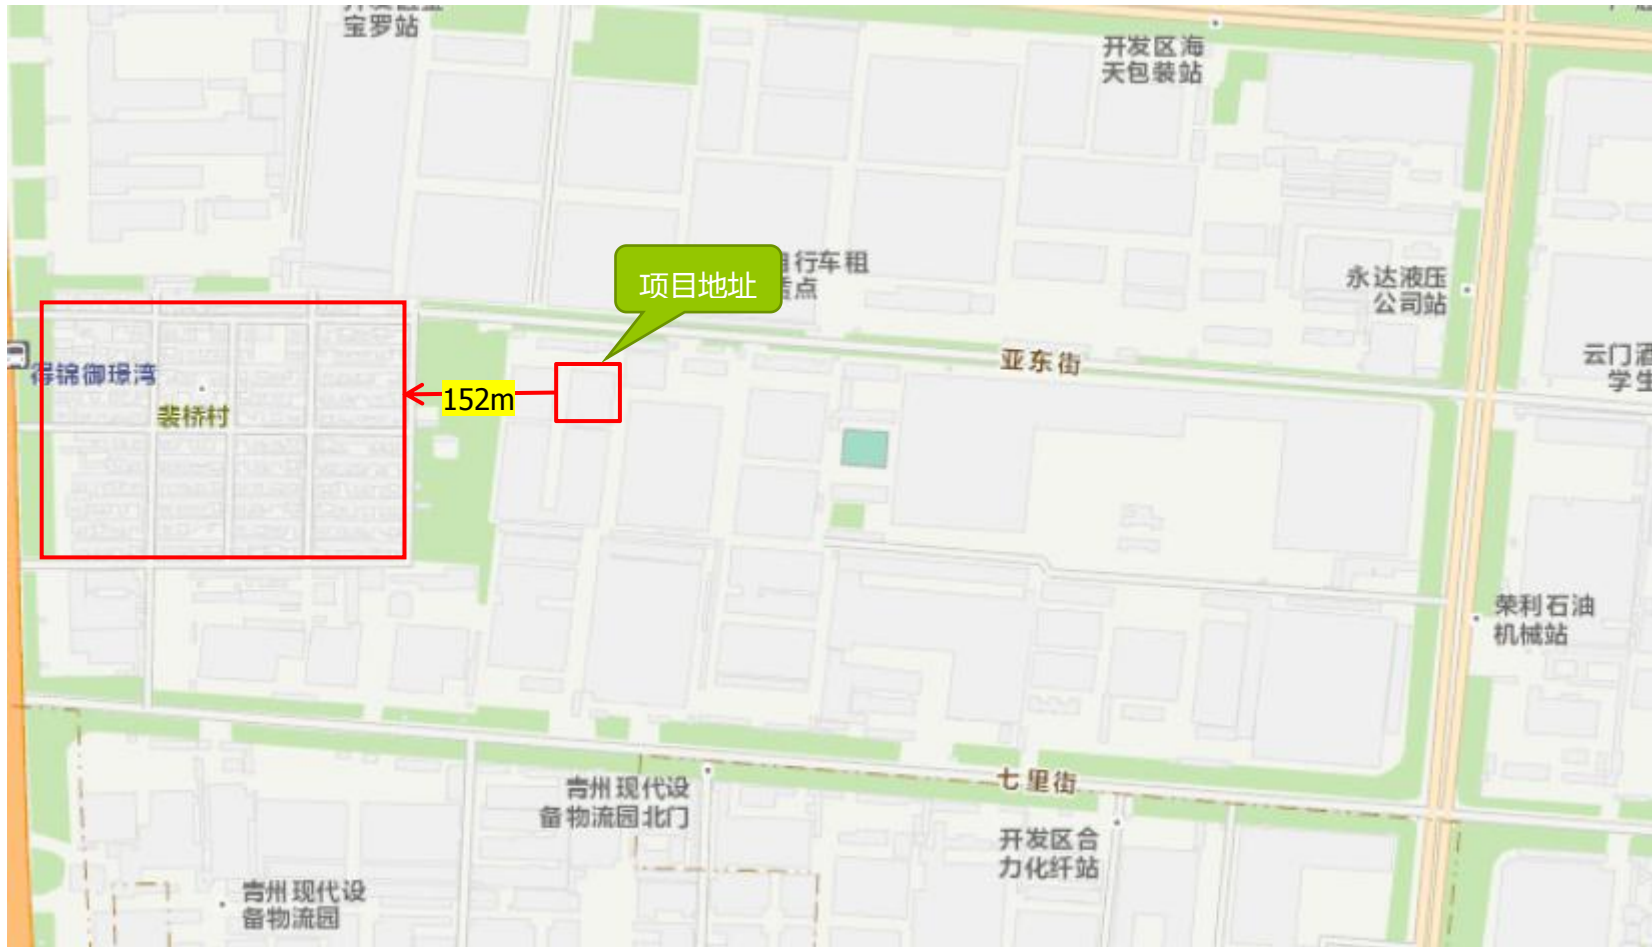 宝罗站
开发区海
天包装站
自行车租
赁点
项目地址
永达液压
公司站
亚东街
云门酒
学生
得锦御璟湾
152m
裴桥村
荣利石油
机械站
七里街
青州现代设
备物流园北门
开发区合
力化纤站
青州现代设
备物流园